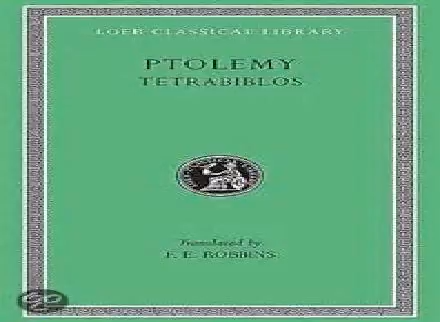 LOEB CLASSICAL LIBRARY
PTOLEMY
TETRABIBLOS
Translated by
F. E. ROBBINS